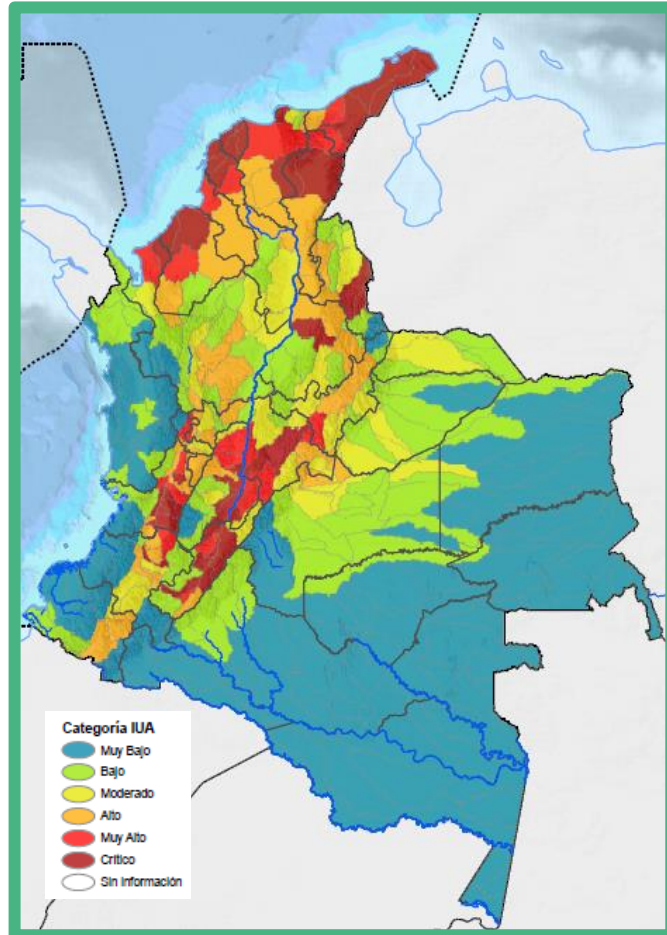 Categoría IUA
Muy Bajo
Bajo
Moderado
Alto
Muy Alto
Crítico
Sin información